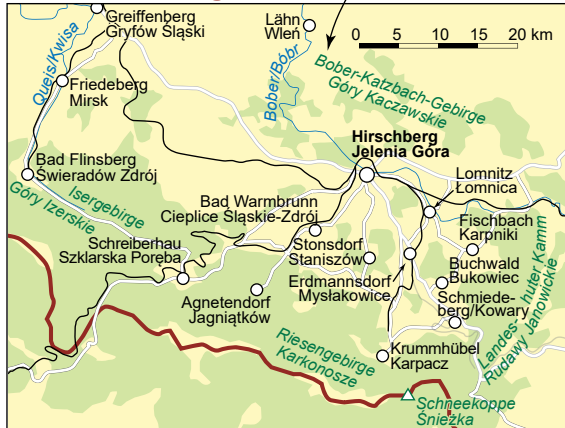 Greiffenberg
Gryfów Śląski
Lähn
Wleń
0 5 10 15 20 km
Queis/Kwisa
Bober/Bóbr
Bober-Katzbach-Gebirge
Góry Kaczawskie
Friedeberg
Mirsk
Hirschberg
Jelenia Góra
Bad Flinsberg
Świeradów Zdrój
Isergebirge
Góry Izerskie
Lomnitz
Łomnica
Bad Warmbrunn
Cieplice Śląskie-Zdrój
Fischbach
Karpniki
Schreiberhau
Szklarska Poręba
Stonsdorf
Staniszów
Buchwald
Bukowiec
Erdmannsdorf
Mysłakowice
Agnetendorf
Jagniątków
Schmiede-
berg/Kowary
Landes- huter Kamm
Rudawy Janowickie
Riesengebirge
Karkonosze
Krummhübel
Karpacz
Schneekoppe
Śnieżka